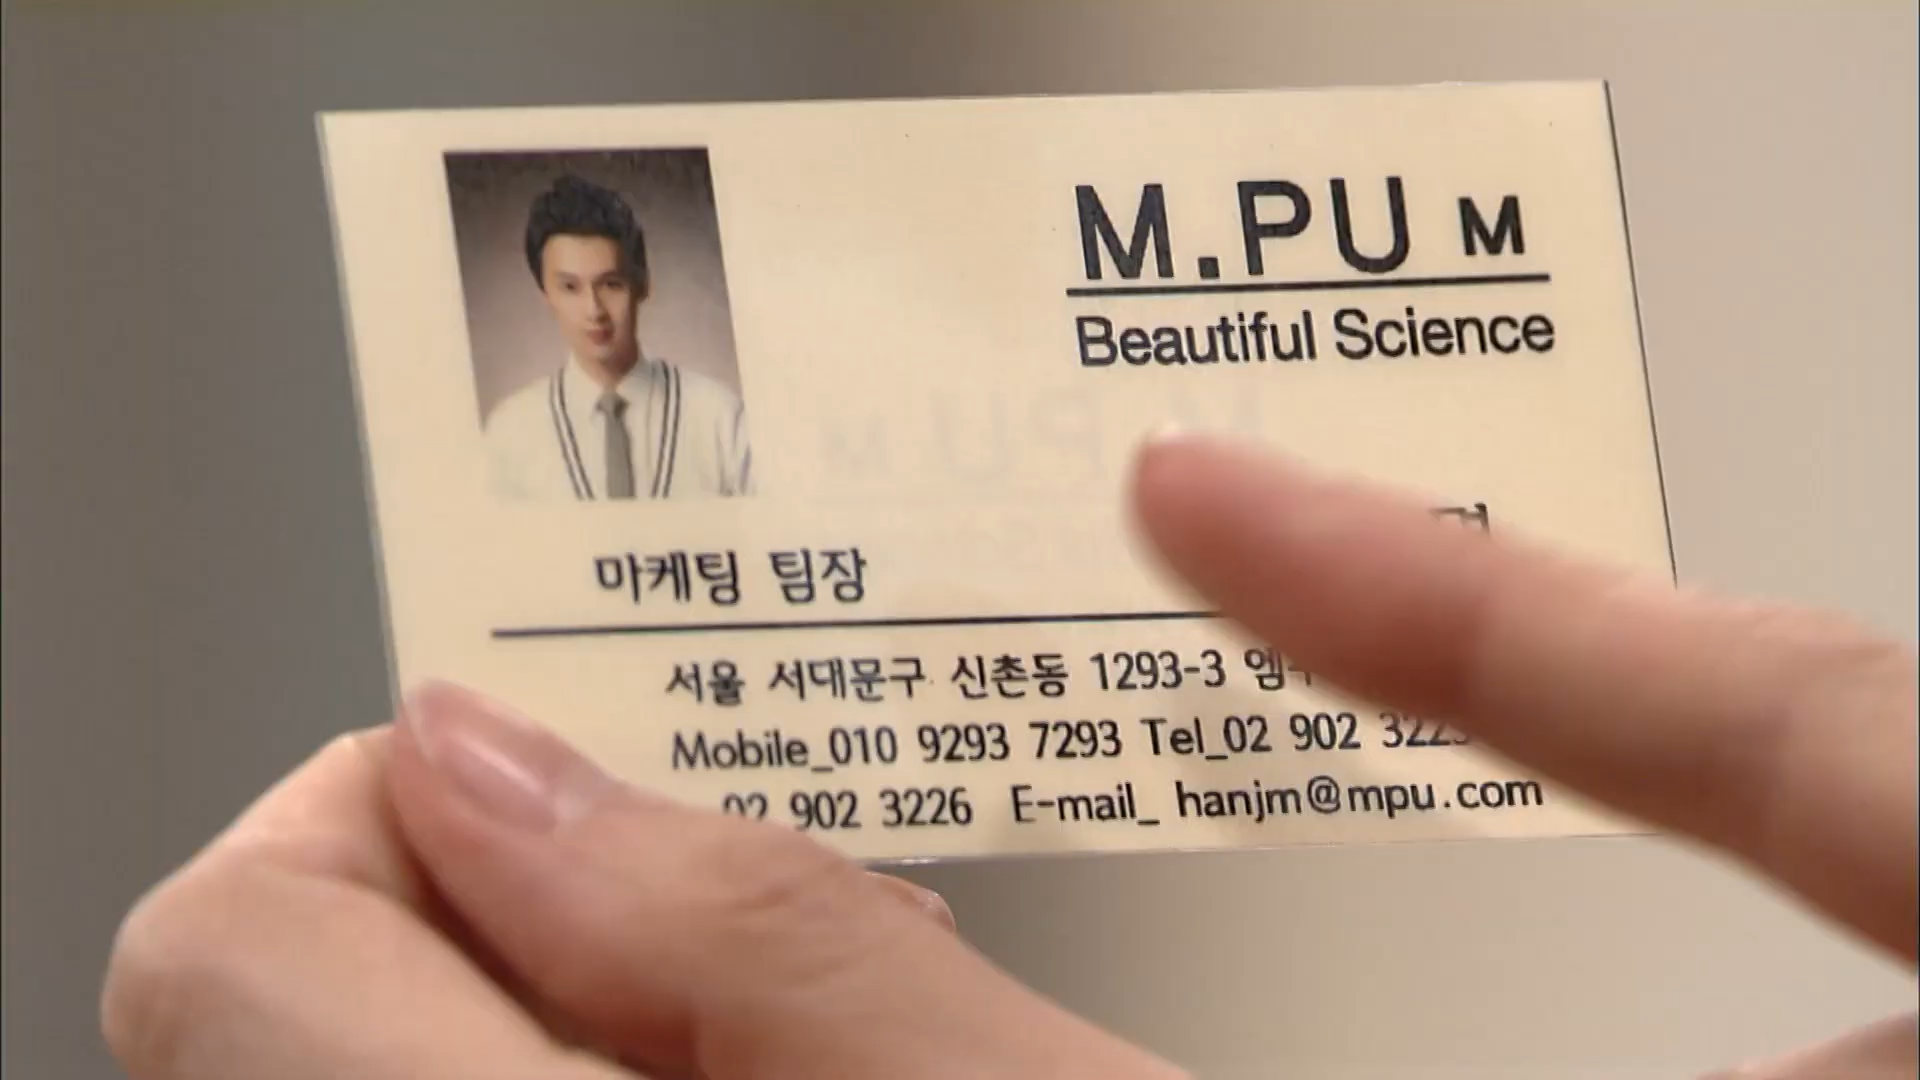 M.PU M
Beautiful Science
마케팅 팀장
서울 서대문구 신촌동 1293-3
Mobile_010 9293 7293 Tel_02 902
02 902 3226 E-mail_ hanjm@mpu.com